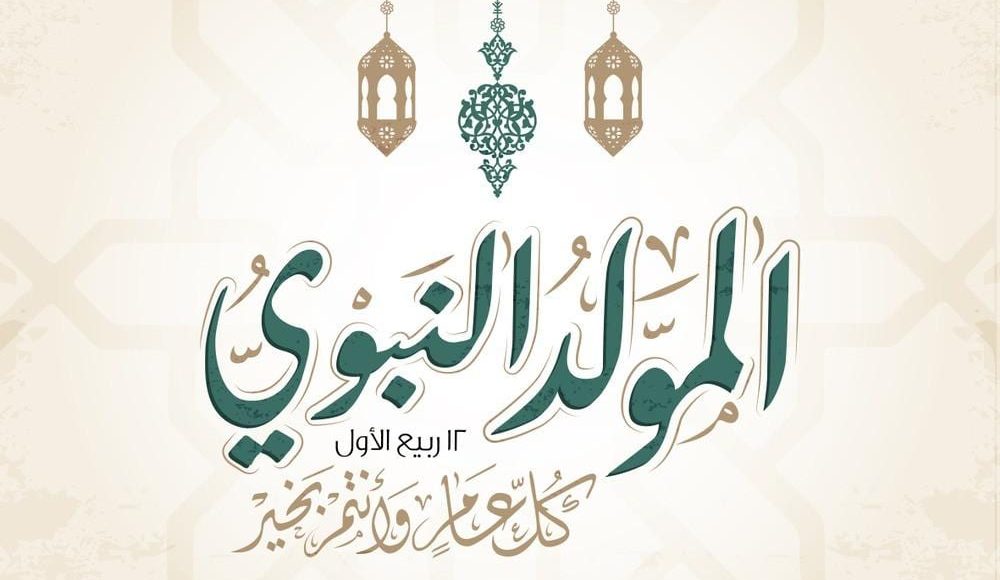 المولد النبوي
١٢ ربيع الأول
كل عام وأنتم بخير